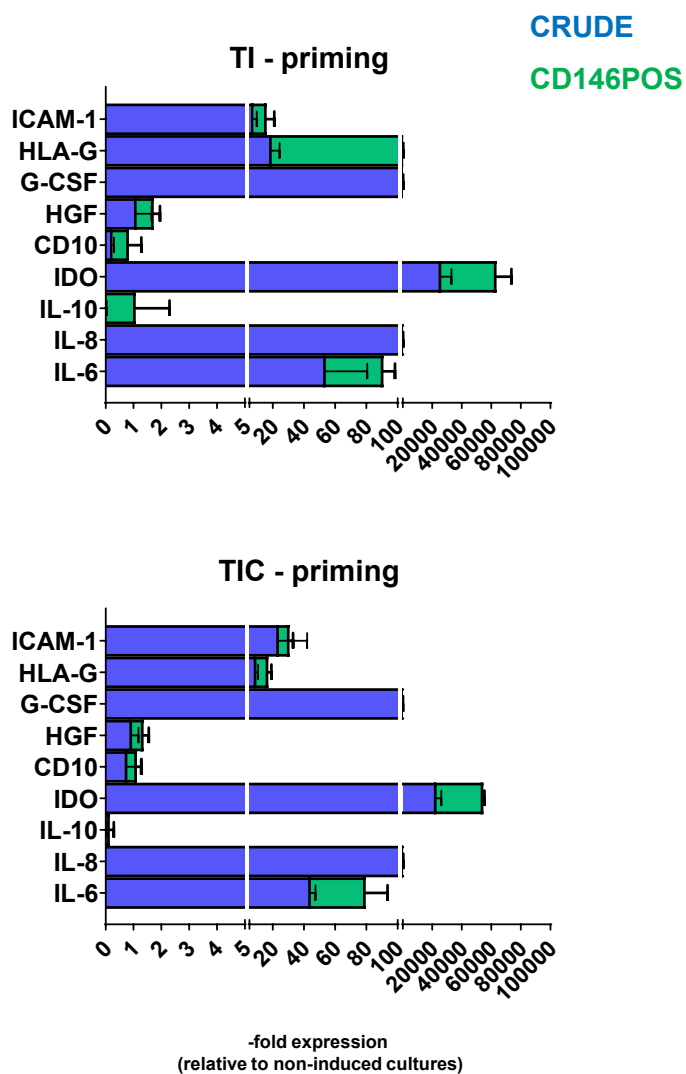 CRUDE
CD146POS
TI - priming
ICAM-1
HLA-G
G-CSF
HGF
CD10
IDO
IL-10
IL-8
IL-6
0 1 2 3 4 5 20 40 60 80 100 20000 40000 60000 80000 100000
TIC - priming
ICAM-1
HLA-G
G-CSF
HGF
CD10
IDO
IL-10
IL-8
IL-6
0 1 2 3 4 5 20 40 60 80 100 20000 40000 60000 80000 100000
-fold expression
(relative to non-induced cultures)